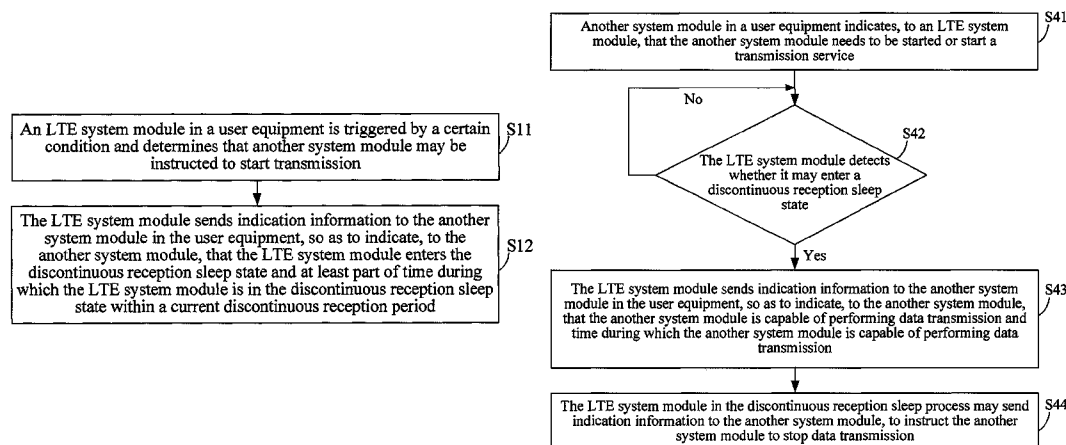 An LTE system module in a user equipment is triggered by a certain
condition and determines that another system module may be
instructed to start transmission
S11
The LTE system module sends indication information to the another
system module in the user equipment, so as to indicate, to the
another system module, that the LTE system module enters the
discontinuous reception sleep state and at least part of time during
which the LTE system module is in the discontinuous reception sleep
state within a current discontinuous reception period
S12
Another system module in a user equipment indicates, to an LTE system
module, that the another system module needs to be started or start a
transmission service
S41
No
S42
The LTE system module detects
whether it may enter a
discontinuous reception sleep
state
Yes
The LTE system module sends indication information to the another system
module in the user equipment, so as to indicate, to the another system module,
that the another system module is capable of performing data transmission and
time during which the another system module is capable of performing data
transmission
S43
The LTE system module in the discontinuous reception sleep process may send
indication information to the another system module, to instruct the another
system module to stop data transmission
S44